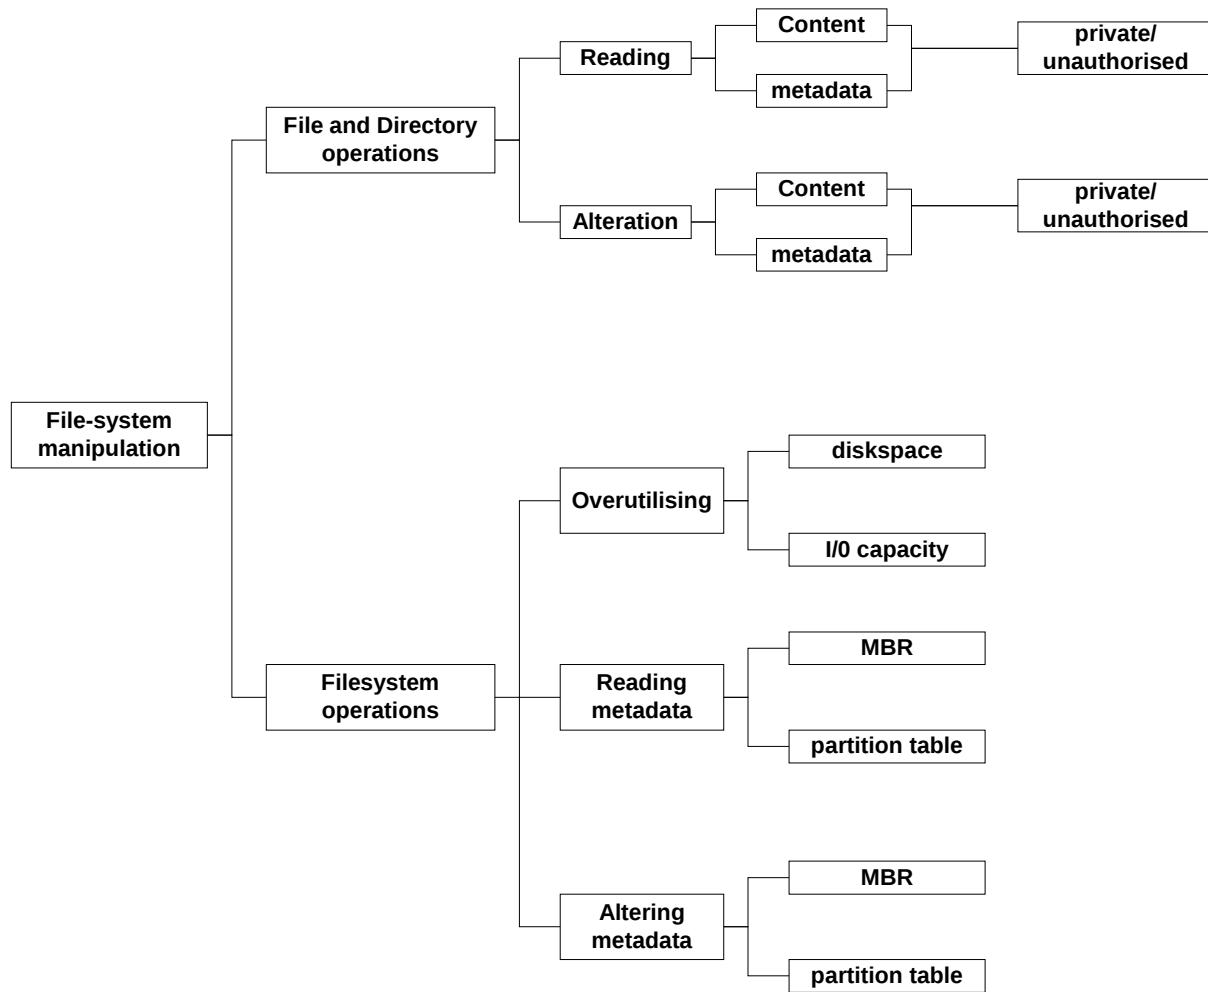 Content
private/
unauthorised
Reading
metadata
File and Directory
operations
Content
private/
unauthorised
Alteration
metadata
File-system
manipulation
diskspace
Overutilising
I/0 capacity
MBR
Filesystem
operations
Reading
metadata
partition table
MBR
Altering
metadata
partition table